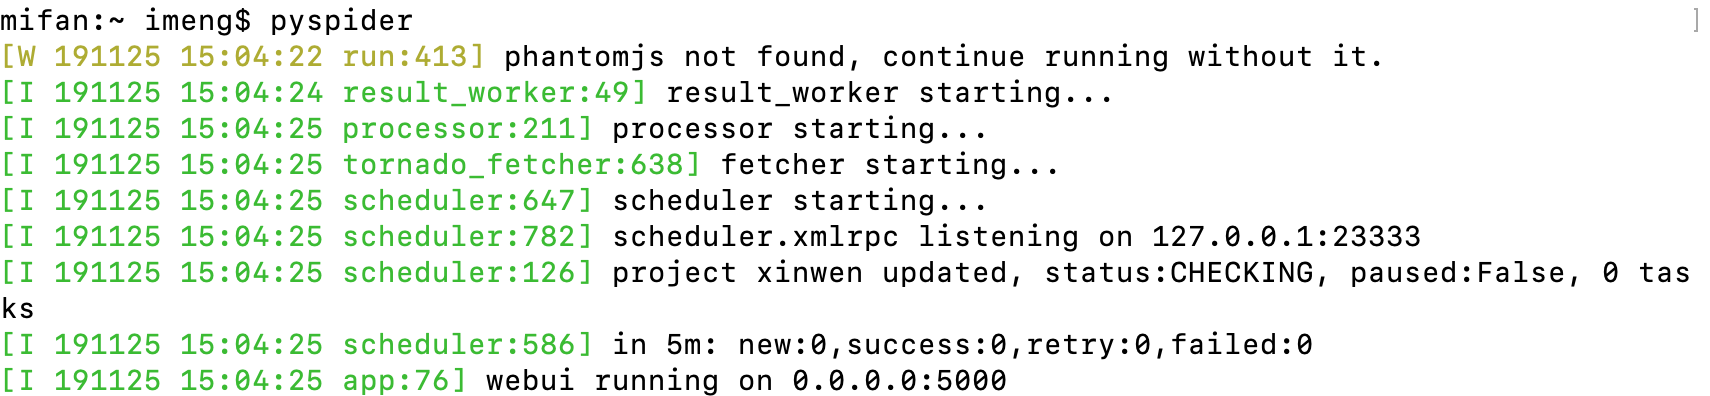 mifan:~ imeng$ pyspider ]
[W 191125 15:04:22 run:413] phantomjs not found, continue running without it.
[I 191125 15:04:24 result_worker:49] result_worker starting...
[I 191125 15:04:25 processor:211] processor starting...
[I 191125 15:04:25 tornado_fetcher:638] fetcher starting...
[I 191125 15:04:25 scheduler:647] scheduler starting...
[I 191125 15:04:25 scheduler:782] scheduler.xmlrpc listening on 127.0.0.1:23333
[I 191125 15:04:25 scheduler:126] project xinwen updated, status:CHECKING, paused:False, 0 tas
ks
[I 191125 15:04:25 scheduler:586] in 5m: new:0,success:0,retry:0,failed:0
[I 191125 15:04:25 app:76] webui running on 0.0.0.0:5000